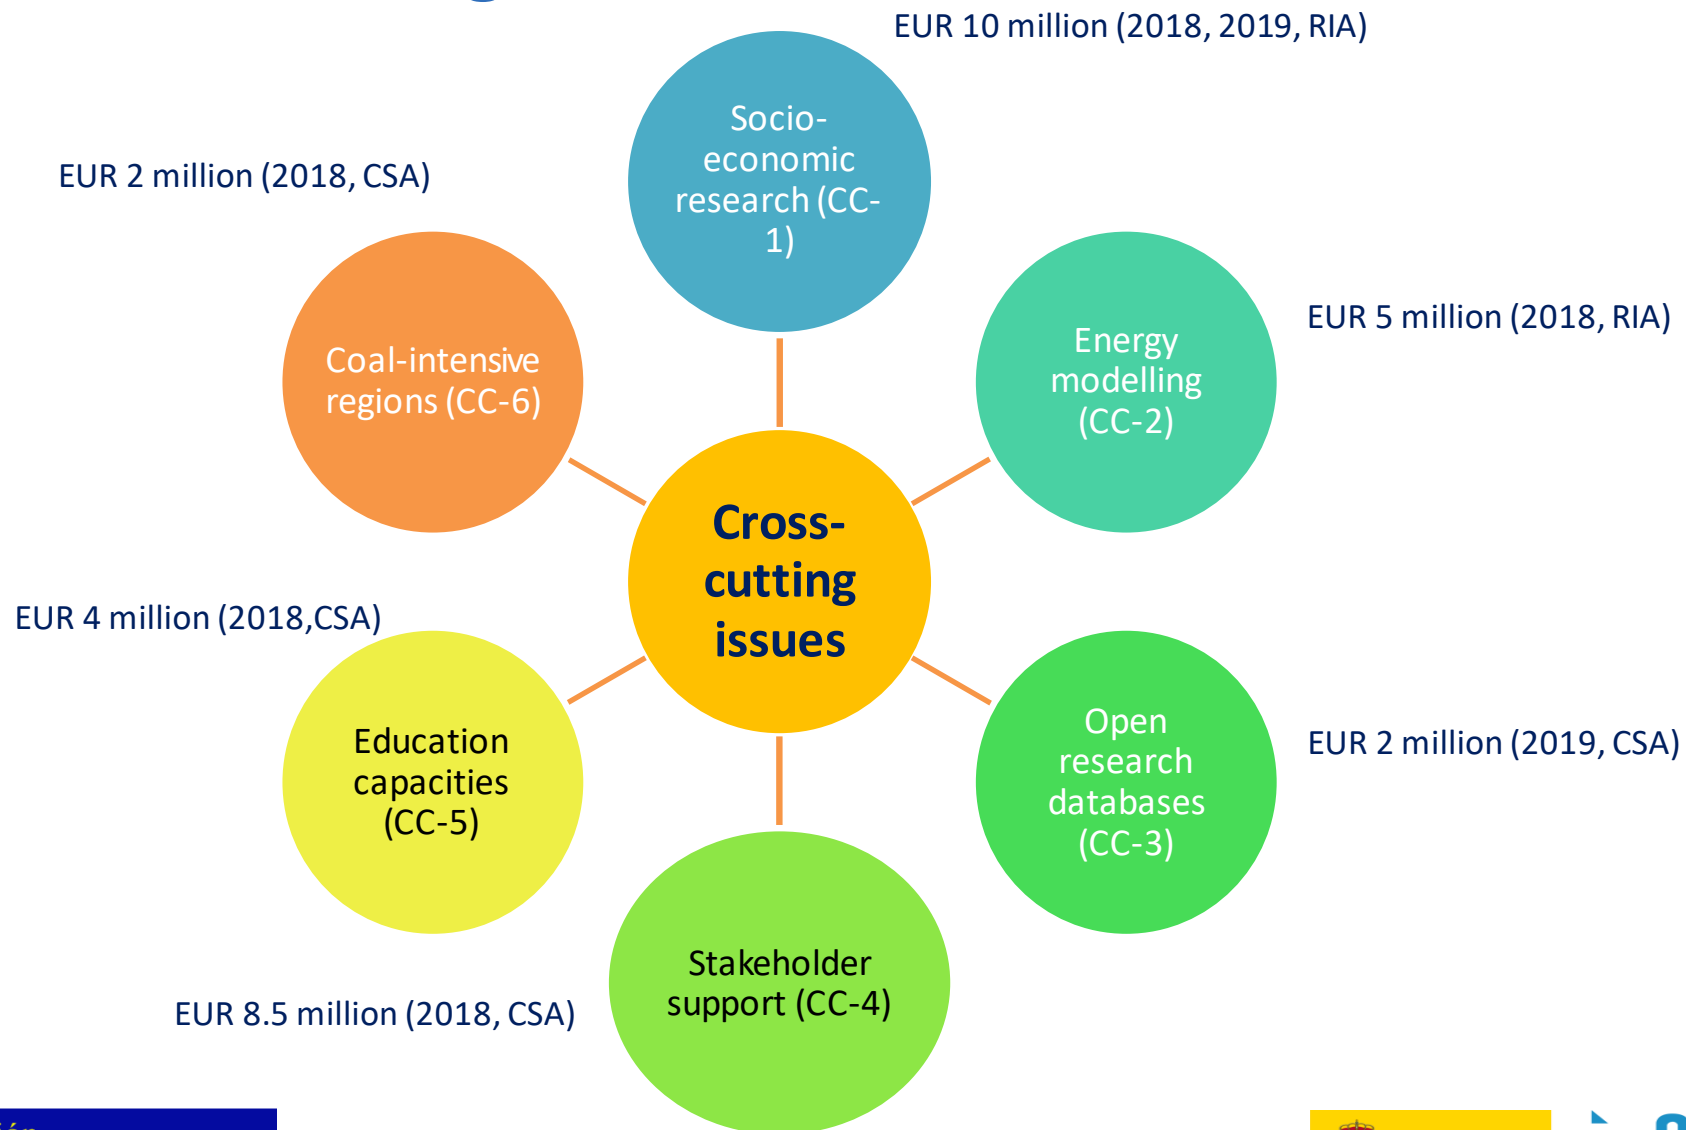 EUR 10 million (2018, 2019, RIA)
Socio-
economic
research (CC-
1)
EUR 2 million (2018, CSA)
Coal-intensive
regions (CC-6)
Energy
modelling
(CC-2)
EUR 5 million (2018, RIA)
Cross-
cutting
issues
EUR 4 million (2018,CSA)
Education
capacities
(CC-5)
Open
research
databases
(CC-3)
EUR 2 million (2019, CSA)
Stakeholder
support (CC-4)
EUR 8.5 million (2018, CSA)